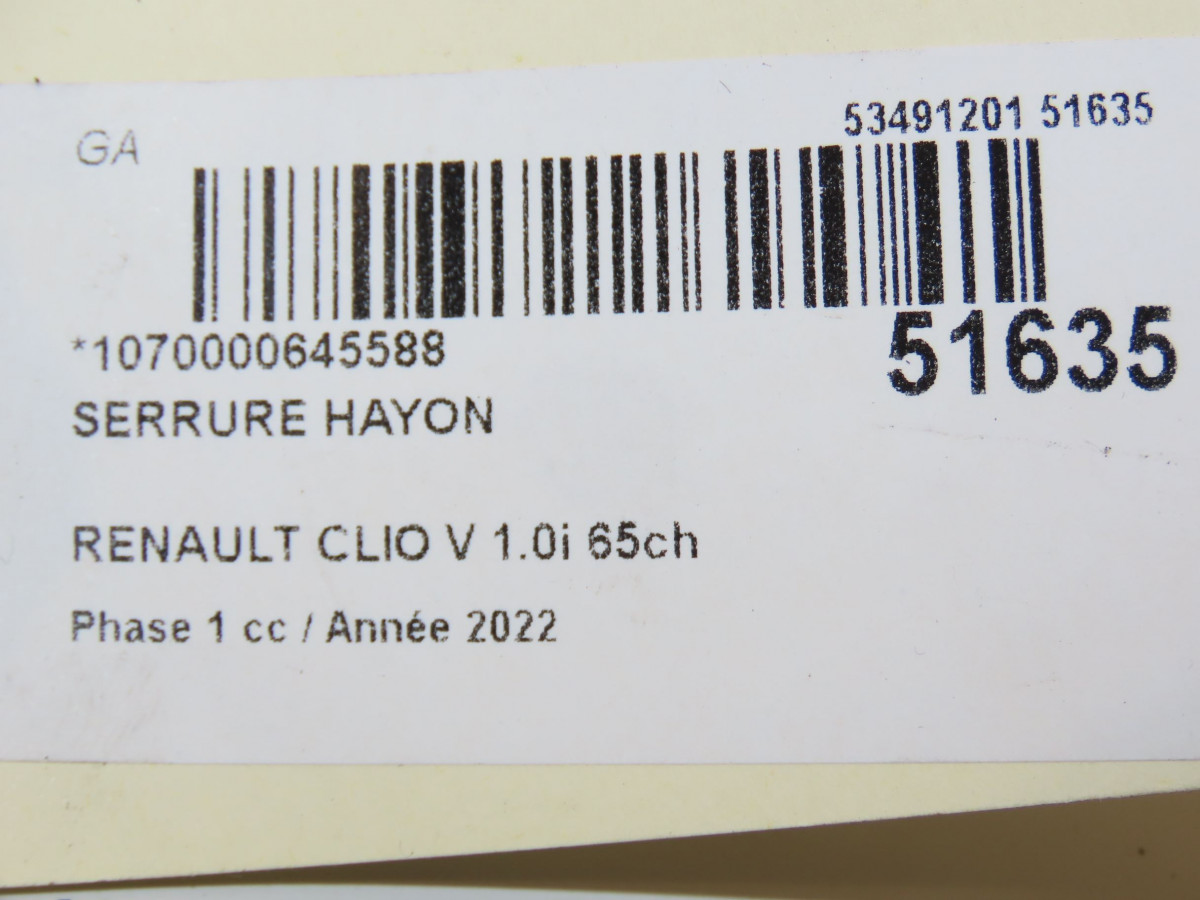 53491201 51635
GA
*1070000645588
51635
SERRURE HAYON
RENAULT CLIO V 1.0i 65ch
Phase 1 cc / Année 2022